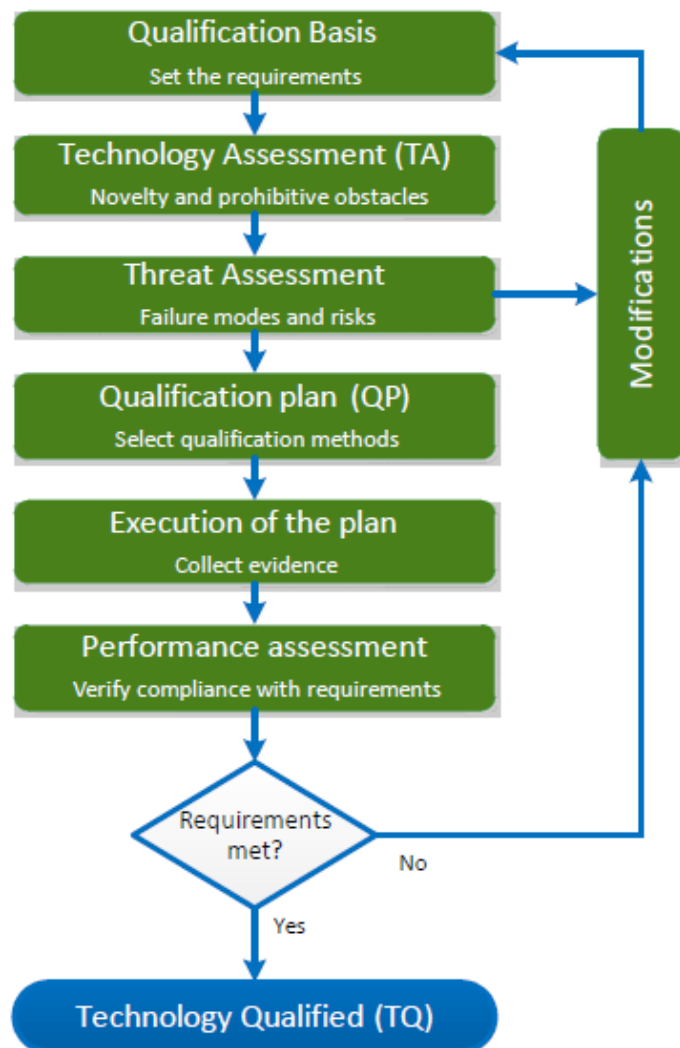 Qualification Basis
Set the requirements
Technology Assessment (TA)
Novelty and prohibitive obstacles
Threat Assessment
Failure modes and risks
Modifications
Qualification plan (QP)
Select qualification methods
Execution of the plan
Collect evidence
Performance assessment
Verify compliance with requirements
Requirements
met?
No
Yes
Technology Qualified (TQ)